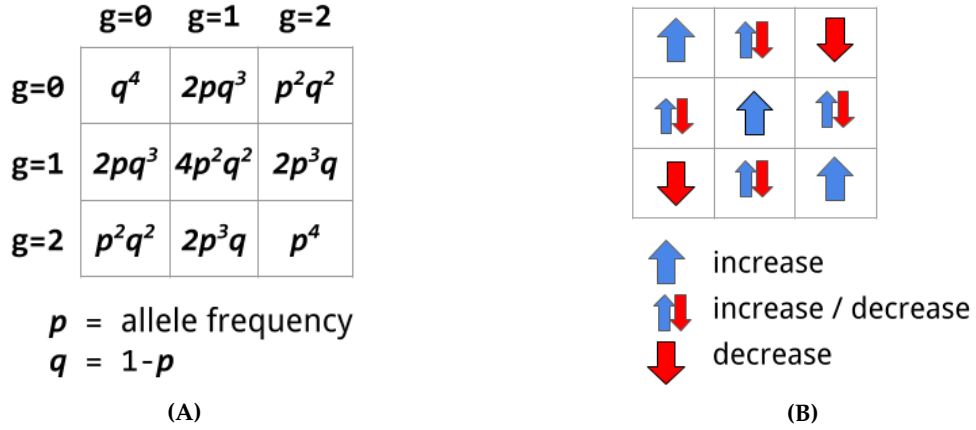 g=0 g=1 g=2
g=0 q⁴ 2pq³ p²q²
g=1 2pq³ 4p²q² 2p³q
g=2 p²q² 2p³q p⁴
p = allele frequency
q = 1-p
(A)
increase
increase / decrease
decrease
(B)